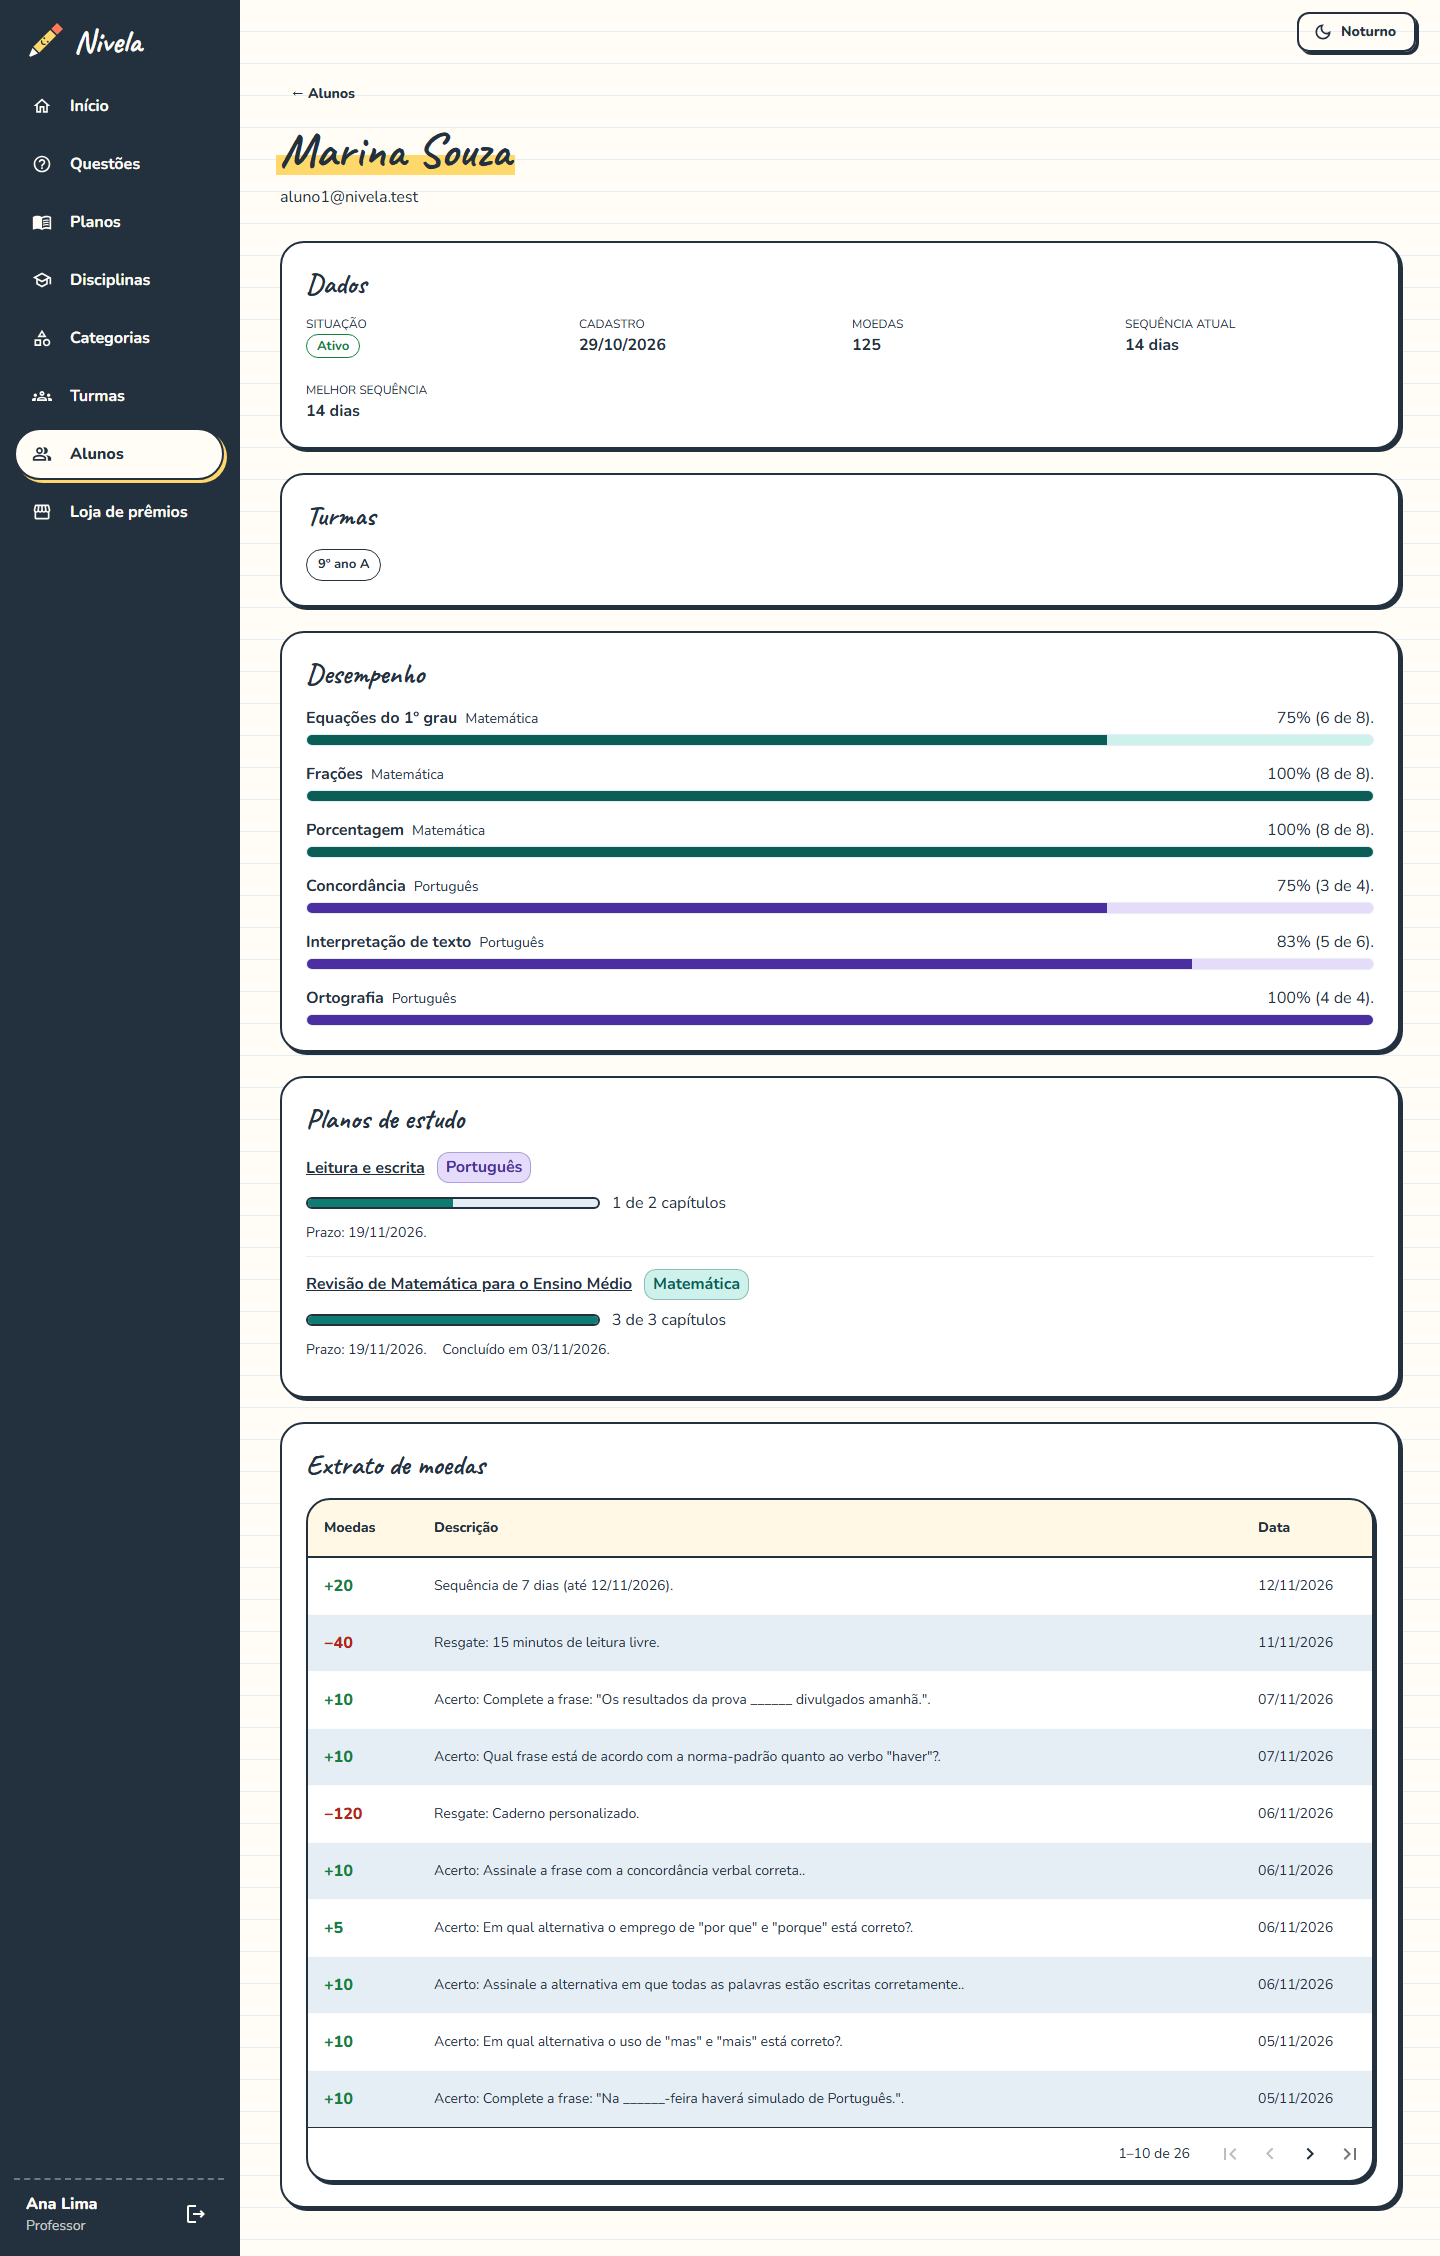 Nivela
Noturno
Início
Questões
Planos
Disciplinas
Categorias
Turmas
Alunos
Loja de prêmios
← Alunos
Marina Souza
aluno1@nivela.test
Dados
SITUAÇÃO
Ativo
CADASTRO
29/10/2026
MOEDAS
125
SEQUÊNCIA ATUAL
14 dias
MELHOR SEQUÊNCIA
14 dias
Turmas
9º ano A
Desempenho
Equações do 1º grau Matemática 75% (6 de 8).
Frações Matemática 100% (8 de 8).
Porcentagem Matemática 100% (8 de 8).
Concordância Português 75% (3 de 4).
Interpretação de texto Português 83% (5 de 6).
Ortografia Português 100% (4 de 4).
Planos de estudo
Leitura e escrita Português
1 de 2 capítulos
Prazo: 19/11/2026.
Revisão de Matemática para o Ensino Médio Matemática
3 de 3 capítulos
Prazo: 19/11/2026. Concluído em 03/11/2026.
Extrato de moedas
Moedas Descrição Data
+20 Sequência de 7 dias (até 12/11/2026). 12/11/2026
−40 Resgate: 15 minutos de leitura livre. 11/11/2026
+10 Acerto: Complete a frase: "Os resultados da prova ______ divulgados amanhã.". 07/11/2026
+10 Acerto: Qual frase está de acordo com a norma-padrão quanto ao verbo "haver"?. 07/11/2026
−120 Resgate: Caderno personalizado. 06/11/2026
+10 Acerto: Assinale a frase com a concordância verbal correta.. 06/11/2026
+5 Acerto: Em qual alternativa o emprego de "por que" e "porque" está correto?. 06/11/2026
+10 Acerto: Assinale a alternativa em que todas as palavras estão escritas corretamente.. 06/11/2026
+10 Acerto: Em qual alternativa o uso de "mas" e "mais" está correto?. 05/11/2026
+10 Acerto: Complete a frase: "Na ______-feira haverá simulado de Português.". 05/11/2026
1–10 de 26
Ana Lima
Professor